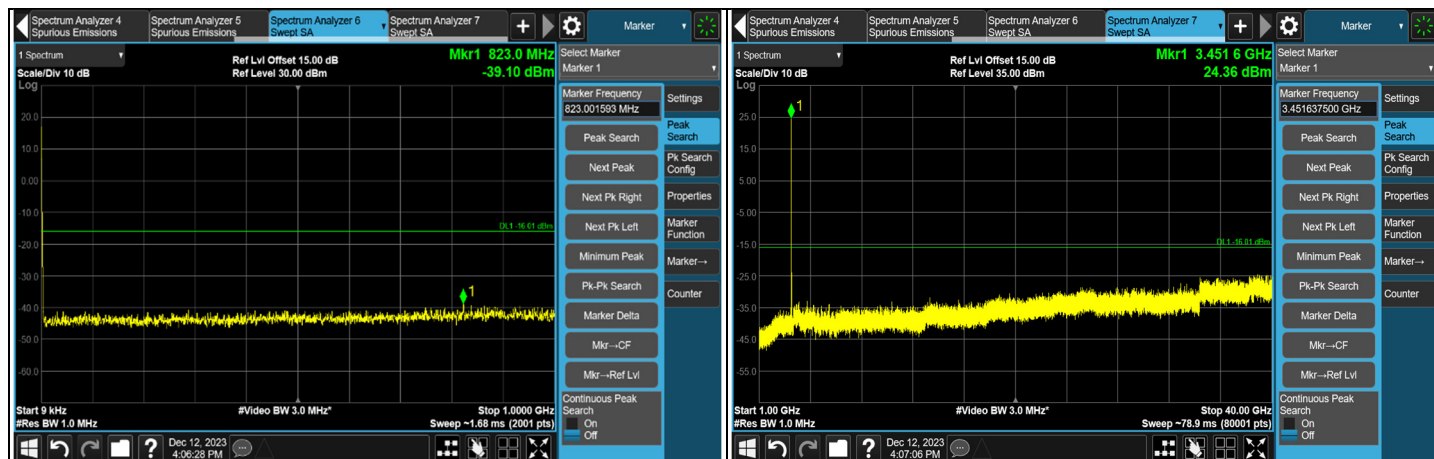 Spectrum Analyzer 4
Spurious Emissions
Spectrum Analyzer 5
Spurious Emissions
Spectrum Analyzer 6
Swept SA
Spectrum Analyzer 7
Swept SA
+
Marker
1 Spectrum
Scale/Div 10 dB
Log
Ref Lvl Offset 15.00 dB
Ref Level 30.00 dBm
Mkr1 823.0 MHz
-39.10 dBm
20.0
10.0
0.00
-10.0
-20.0
-30.0
-40.0
-50.0
-60.0
1
DL1 -16.01 dBm
1
Start 9 kHz
#Res BW 1.0 MHz
#Video BW 3.0 MHz*
Stop 1.0000 GHz
Sweep ~1.68 ms (2001 pts)
Select Marker
Marker 1
Marker Frequency
823.001593 MHz
Peak Search
Next Peak
Next Pk Right
Next Pk Left
Minimum Peak
Pk-Pk Search
Marker Delta
Mkr→CF
Mkr→Ref Lvl
Continuous Peak
Search
On
Off
Settings
Peak
Search
Pk Search
Config
Properties
Marker
Function
Marker→
Counter
?
Dec 12, 2023
4:06:28 PM
Spectrum Analyzer 4
Spurious Emissions
Spectrum Analyzer 5
Spurious Emissions
Spectrum Analyzer 6
Swept SA
Spectrum Analyzer 7
Swept SA
+
Marker
1 Spectrum
Scale/Div 10 dB
Log
Ref Lvl Offset 15.00 dB
Ref Level 35.00 dBm
Mkr1 3.451 6 GHz
24.36 dBm
25.0
15.0
5.00
-5.00
-15.0
-25.0
-35.0
-45.0
-55.0
1
DL1 -16.01 dBm
Start 1.00 GHz
#Res BW 1.0 MHz
#Video BW 3.0 MHz*
Stop 40.00 GHz
Sweep ~78.9 ms (80001 pts)
Select Marker
Marker 1
Marker Frequency
3.451637500 GHz
Peak Search
Next Peak
Next Pk Right
Next Pk Left
Minimum Peak
Pk-Pk Search
Marker Delta
Mkr→CF
Mkr→Ref Lvl
Continuous Peak
Search
On
Off
Settings
Peak
Search
Pk Search
Config
Properties
Marker
Function
Marker→
Counter
?
Dec 12, 2023
4:07:06 PM